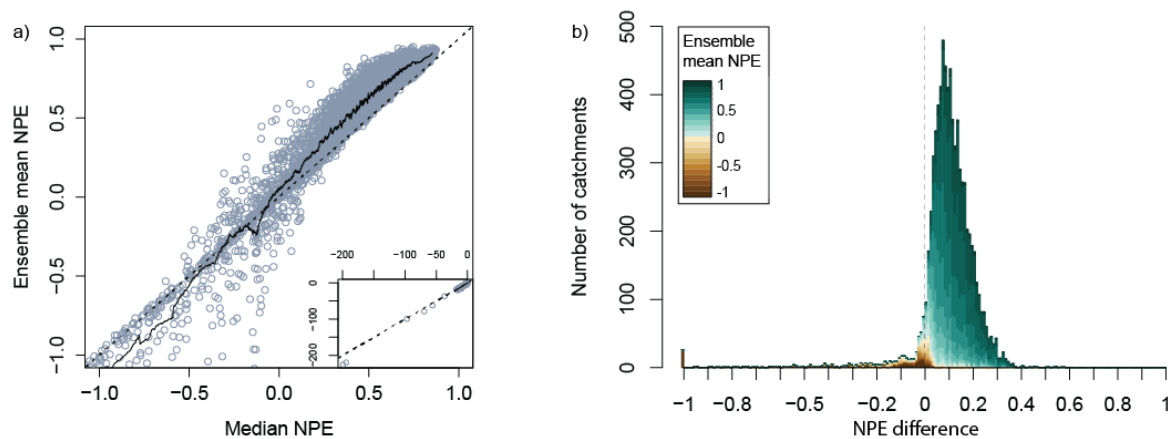 a)
Ensemble mean NPE
1.0
0.5
0.0
−0.5
−1.0
−1.0 −0.5 0.0 0.5 1.0
Median NPE
−200 −100 0
0
−100
−200
b)
Number of catchments
500
400
300
200
100
0
Ensemble
mean NPE
1
0.5
0
-0.5
-1
−1 −0.8 −0.5 −0.2 0 0.2 0.4 0.6 0.8 1
NPE difference